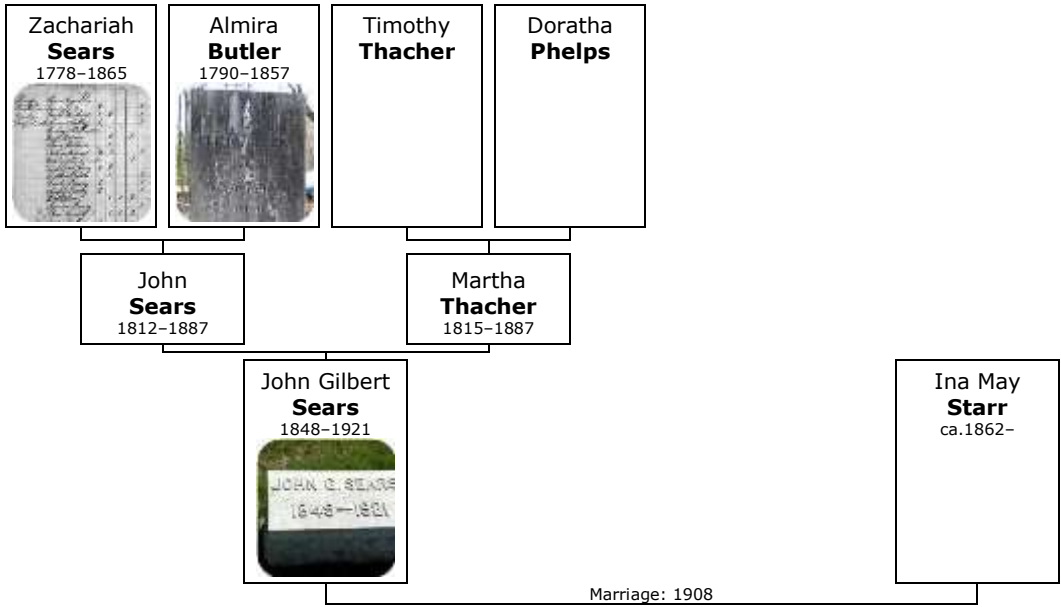 Zachariah
Sears
1778–1865
Almira
Butler
1790–1857
Timothy
Thacher
Doratha
Phelps
John
Sears
1812–1887
Martha
Thacher
1815–1887
John Gilbert
Sears
1848–1921
JOHN G. SEARS
1848–1921
Ina May
Starr
ca.1862–
Marriage: 1908